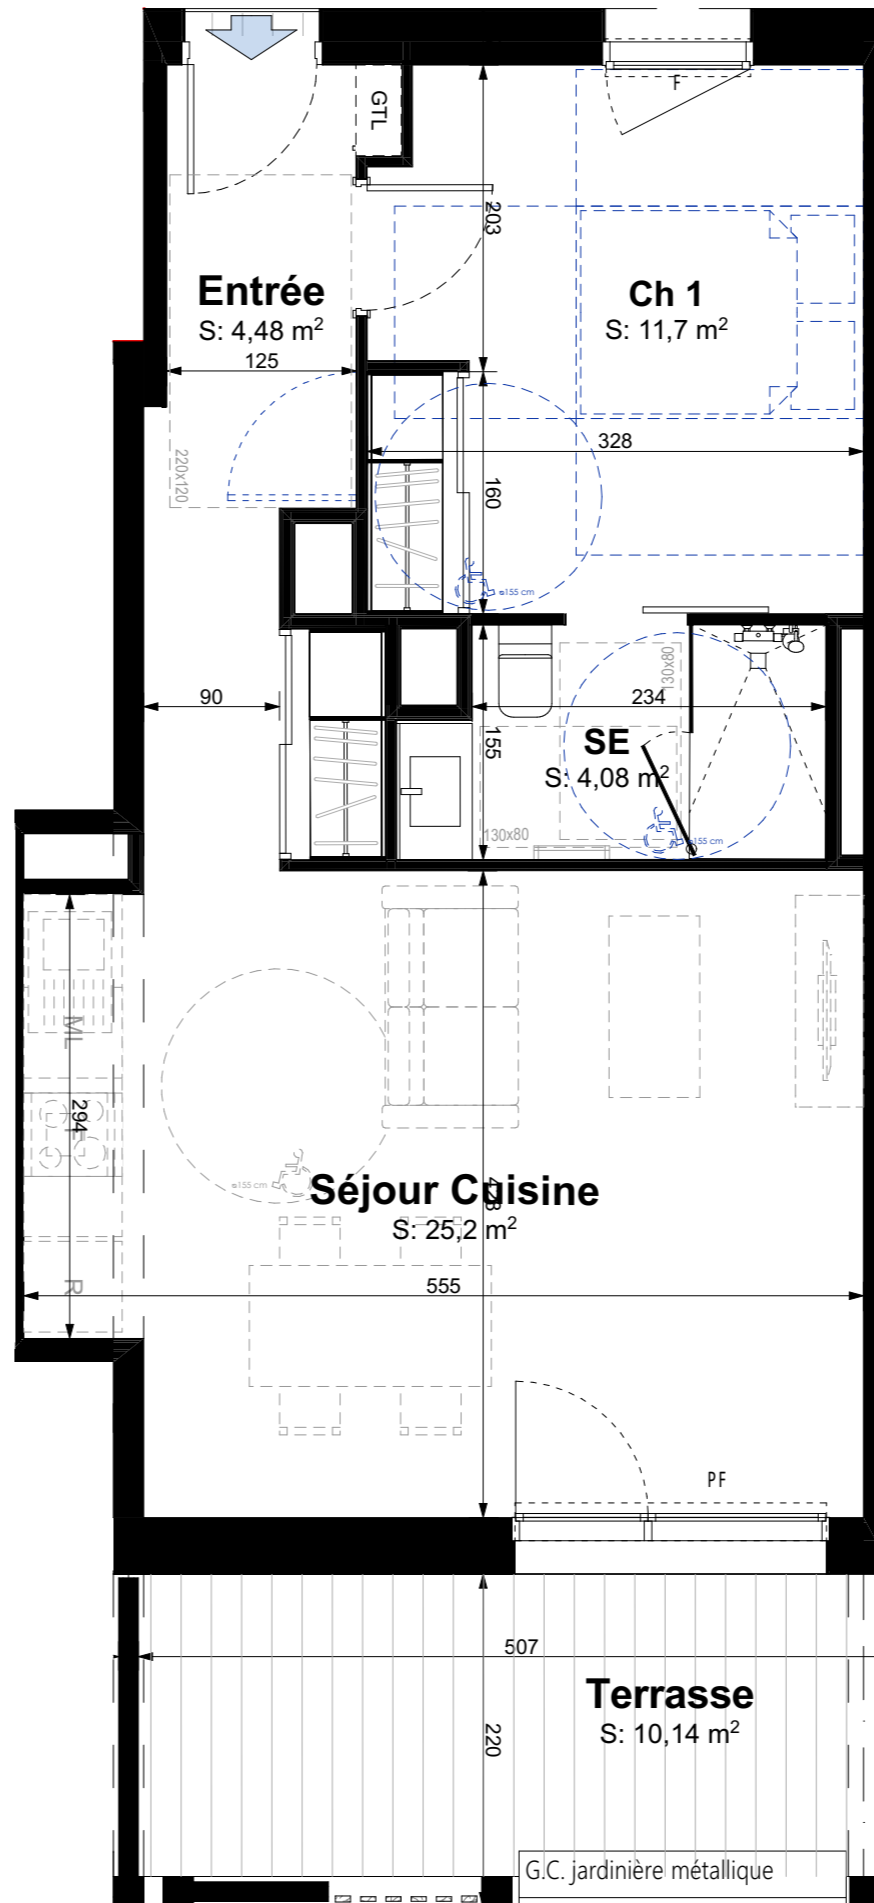 GTL
F
203
Entrée
S: 4,48 m²
125
Ch 1
S: 11,7 m²
328
220x120
160
ø155 cm
90
130x80
234
155
SE
S: 4,08 m²
130x80
ø155 cm
ML
294
ø155 cm
Séjour Cuisine
S: 25,2 m²
R
555
PF
507
Terrasse
S: 10,14 m²
220
G.C. jardinière métallique